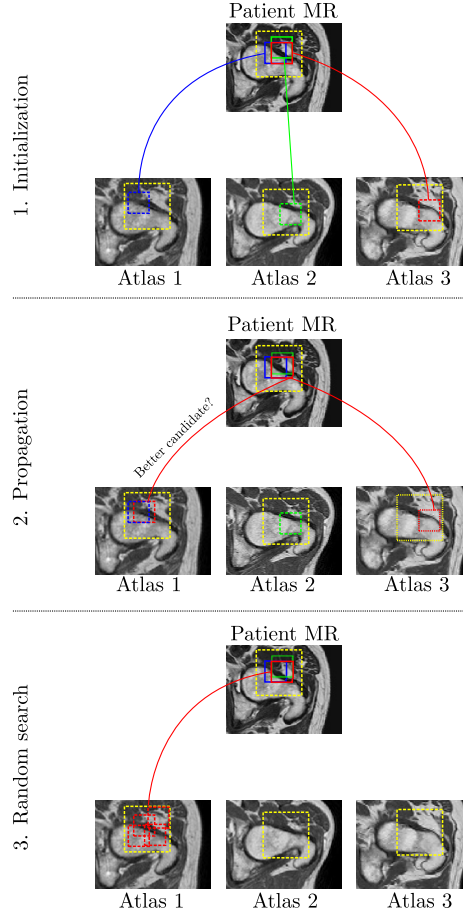 Patient MR
1. Initialization
Atlas 1
Atlas 2
Atlas 3
Patient MR
Better candidate?
2. Propagation
Atlas 1
Atlas 2
Atlas 3
Patient MR
3. Random search
Atlas 1
Atlas 2
Atlas 3